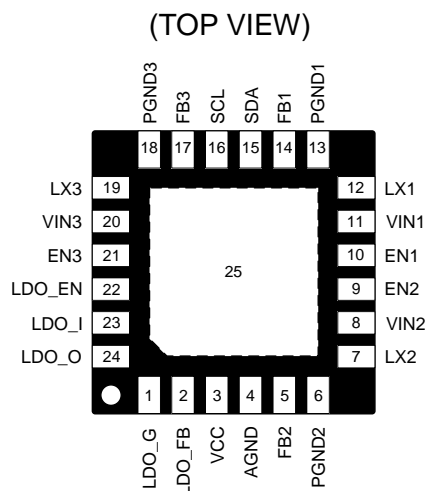 (TOP VIEW)
PGND3 FB3 SCL SDA FB1 PGND1
18 17 16 15 14 13
LX3 19 12 LX1
VIN3 20 11 VIN1
EN3 21 10 EN1
25
LDO_EN 22 9 EN2
LDO_I 23 8 VIN2
LDO_O 24 7 LX2
1 2 3 4 5 6
LDO_G LDO_FB VCC AGND FB2 PGND2